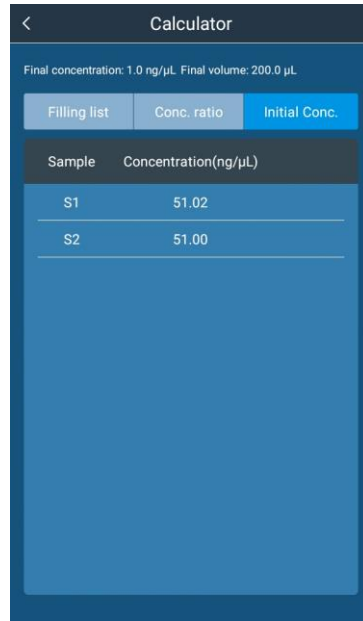 Calculator
Final concentration: 1.0 ng/µL Final volume: 200.0 µL
Filling list Conc. ratio Initial Conc.
Sample Concentration(ng/µL)
S1 51.02
S2 51.00